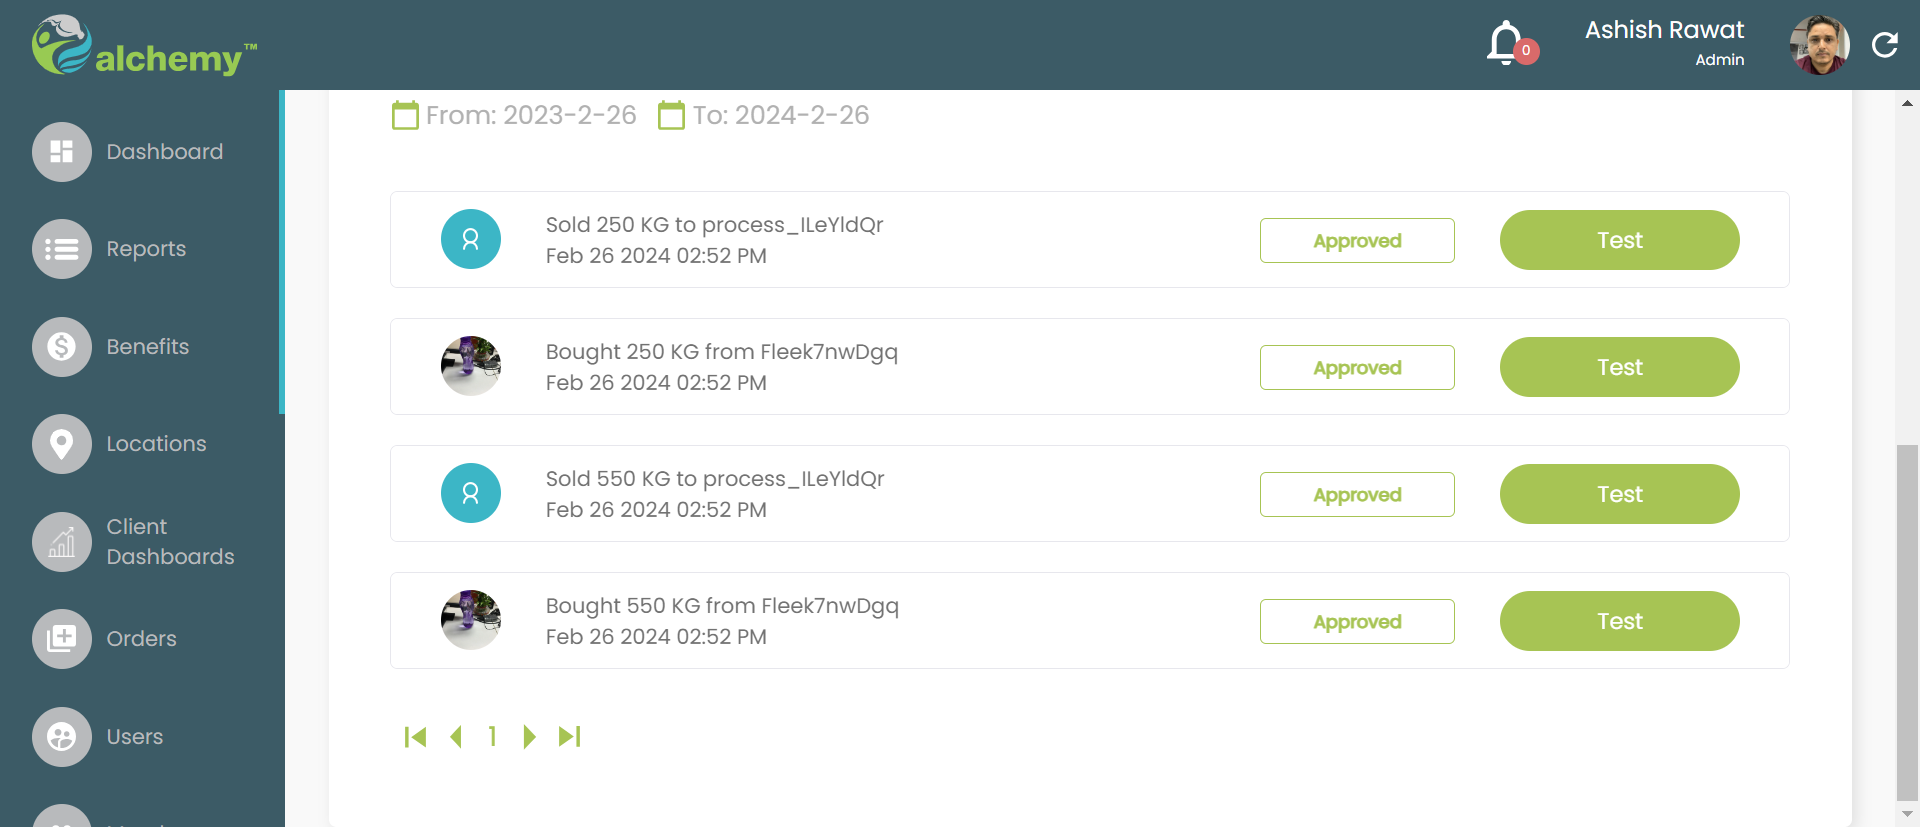 alchemy™
0
Ashish Rawat
Admin
Dashboard
Reports
Benefits
Locations
Client
Dashboards
Orders
Users
From: 2023-2-26 To: 2024-2-26
Sold 250 KG to process_ILeYldQr
Feb 26 2024 02:52 PM
Approved
Test
Bought 250 KG from Fleek7nwDgq
Feb 26 2024 02:52 PM
Approved
Test
Sold 550 KG to process_ILeYldQr
Feb 26 2024 02:52 PM
Approved
Test
Bought 550 KG from Fleek7nwDgq
Feb 26 2024 02:52 PM
Approved
Test
1